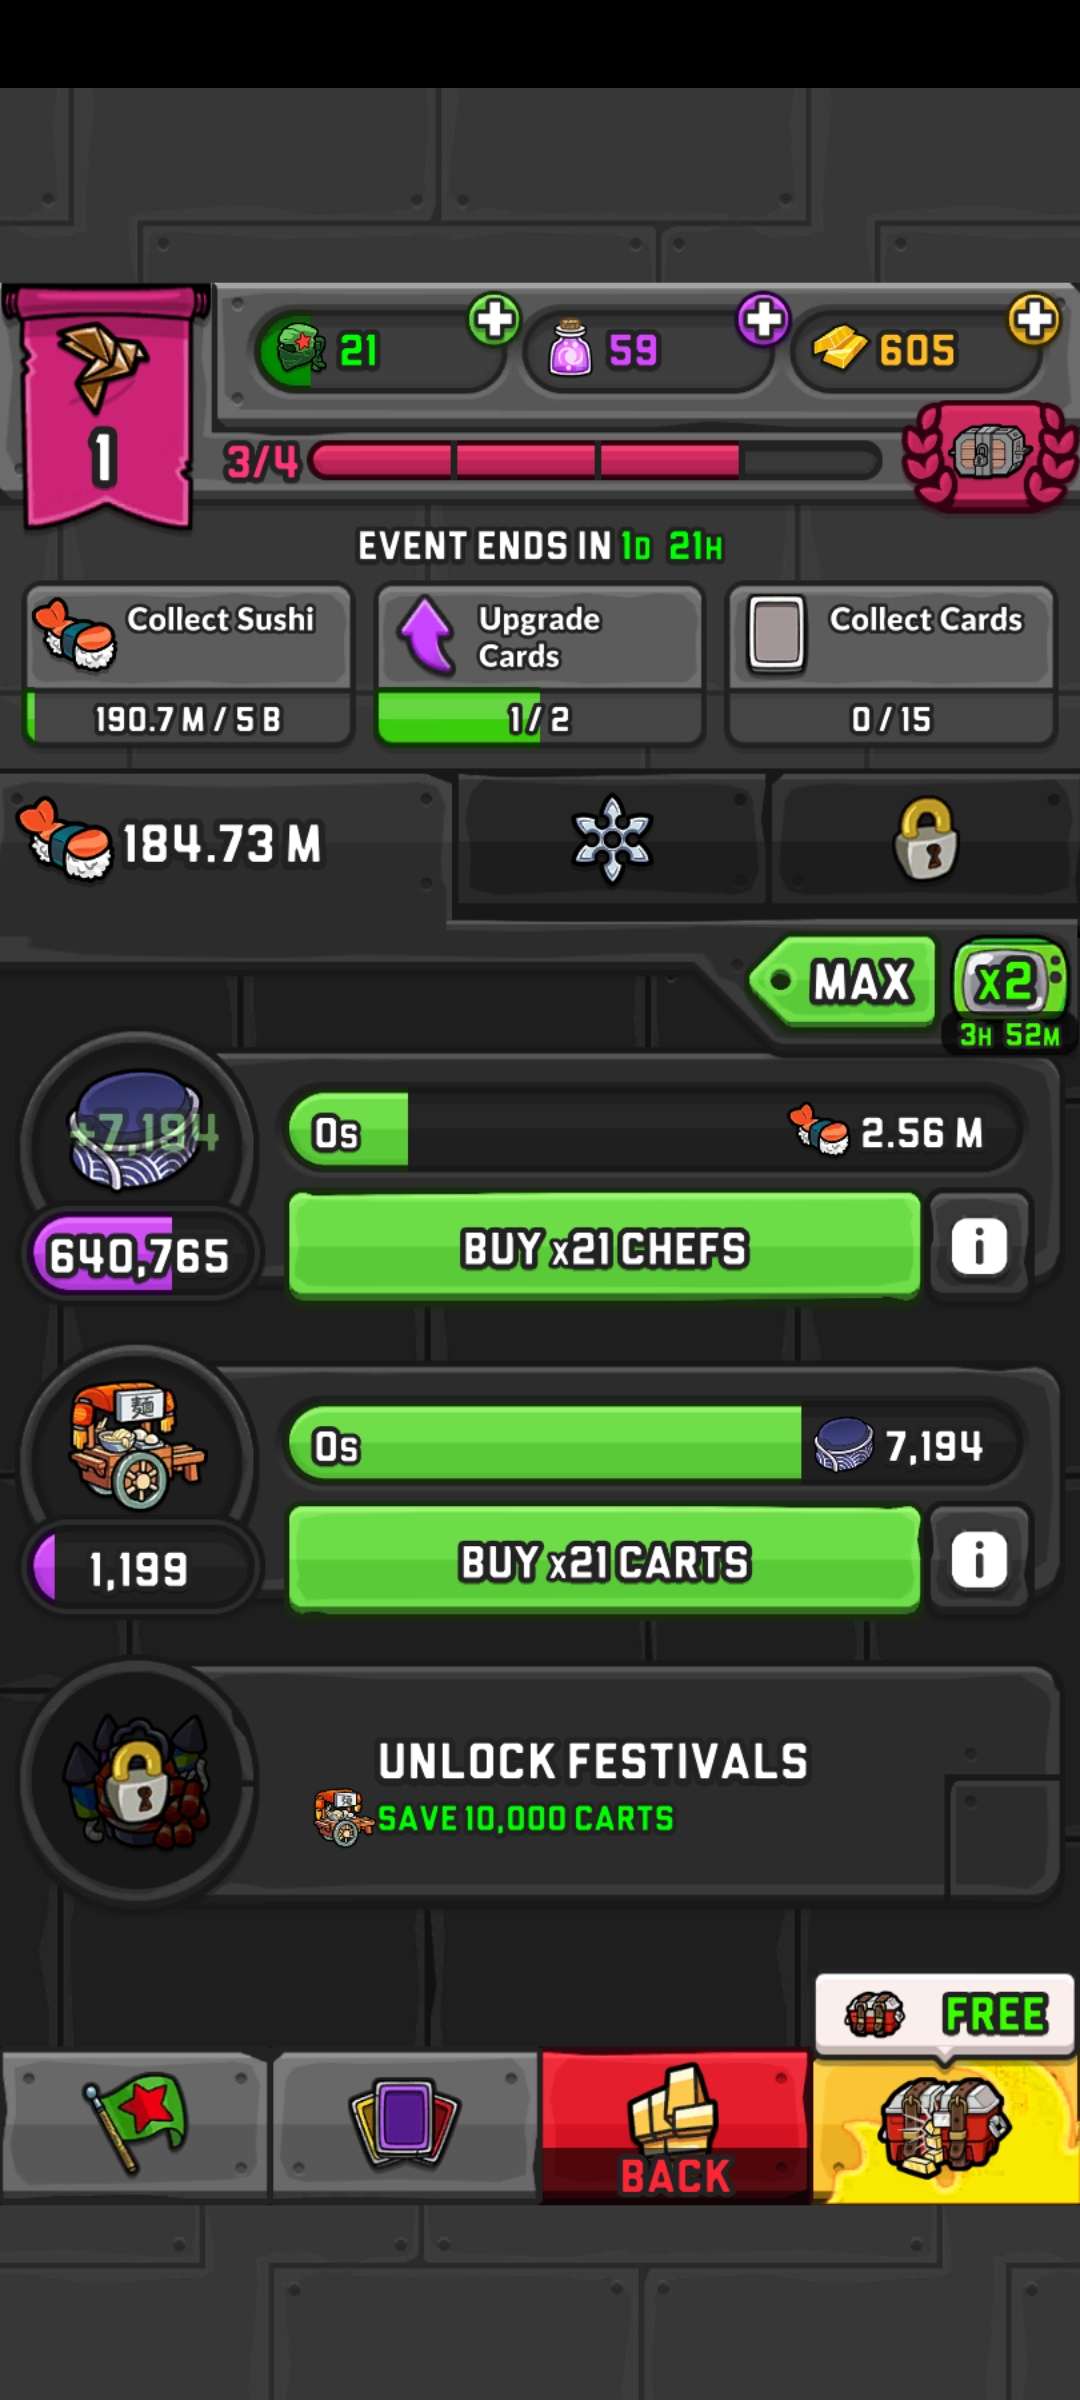 21
59
605
1
3/4
EVENT ENDS IN 1D 21H
Collect Sushi
Upgrade
Cards
Collect Cards
190.7 M / 5 B
1 / 2
0 / 15
184.73 M
MAX
x2
3H 52M
+7,194
0s
2.56 M
640,765
BUY x21 CHEFS
i
麺
0s
7,194
1,199
BUY x21 CARTS
i
UNLOCK FESTIVALS
SAVE 10,000 CARTS
FREE
BACK